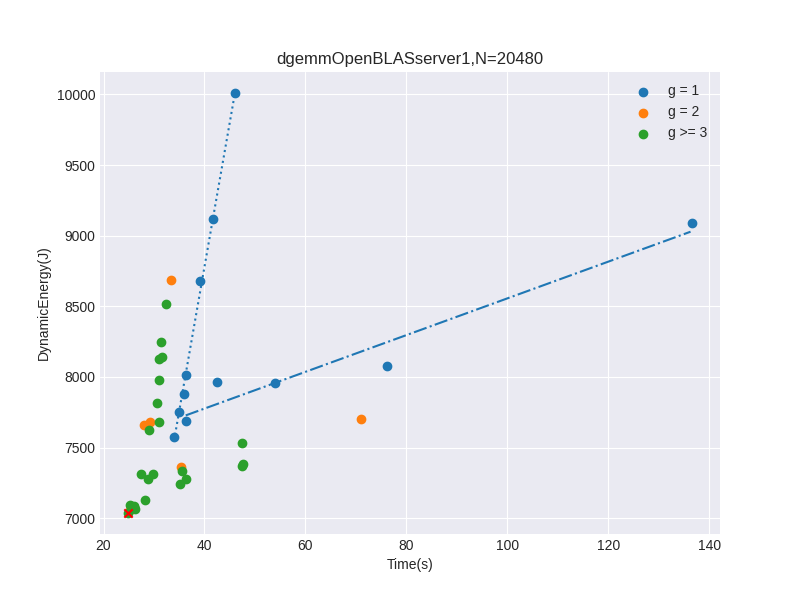 dgemmOpenBLASserver1,N=20480
g = 1
g = 2
g >= 3
DynamicEnergy(J)
10000
9500
9000
8500
8000
7500
7000
20 40 60 80 100 120 140
Time(s)